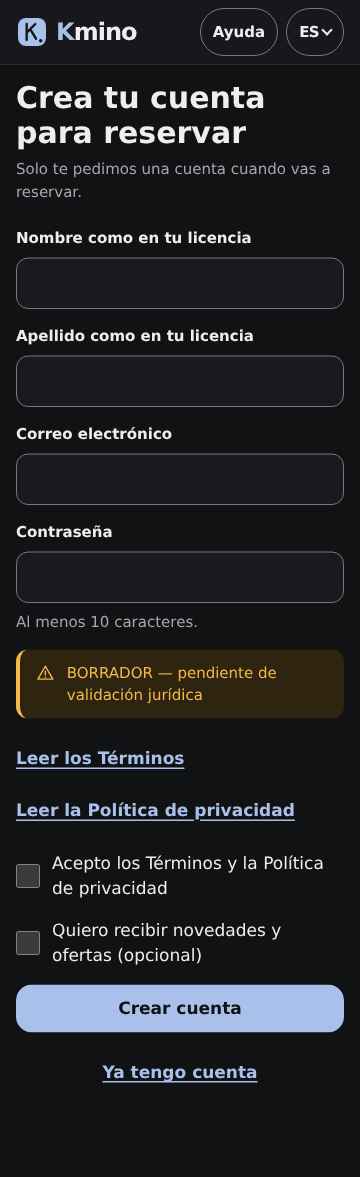 K. Kmino
Ayuda
ES
Crea tu cuenta
para reservar
Solo te pedimos una cuenta cuando vas a
reservar.
Nombre como en tu licencia
Apellido como en tu licencia
Correo electrónico
Contraseña
Al menos 10 caracteres.
BORRADOR — pendiente de
validación jurídica
Leer los Términos
Leer la Política de privacidad
Acepto los Términos y la Política
de privacidad
Quiero recibir novedades y
ofertas (opcional)
Crear cuenta
Ya tengo cuenta